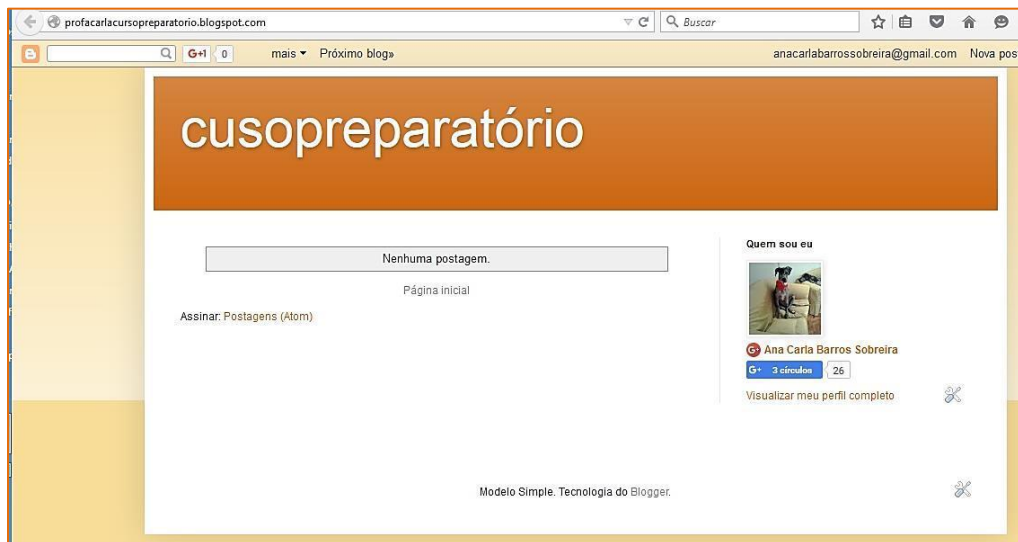 profacarlacursopreparatorio.blogspot.com
Buscar
G+1 0 mais Próximo blog»
anacarlabarrossobreira@gmail.com Nova pos
cusopreparatório
Nenhuma postagem.
Página inicial
Assinar: Postagens (Atom)
Quem sou eu
G+ Ana Carla Barros Sobreira
G+ 3 círculos 26
Visualizar meu perfil completo
Modelo Simple. Tecnologia do Blogger.